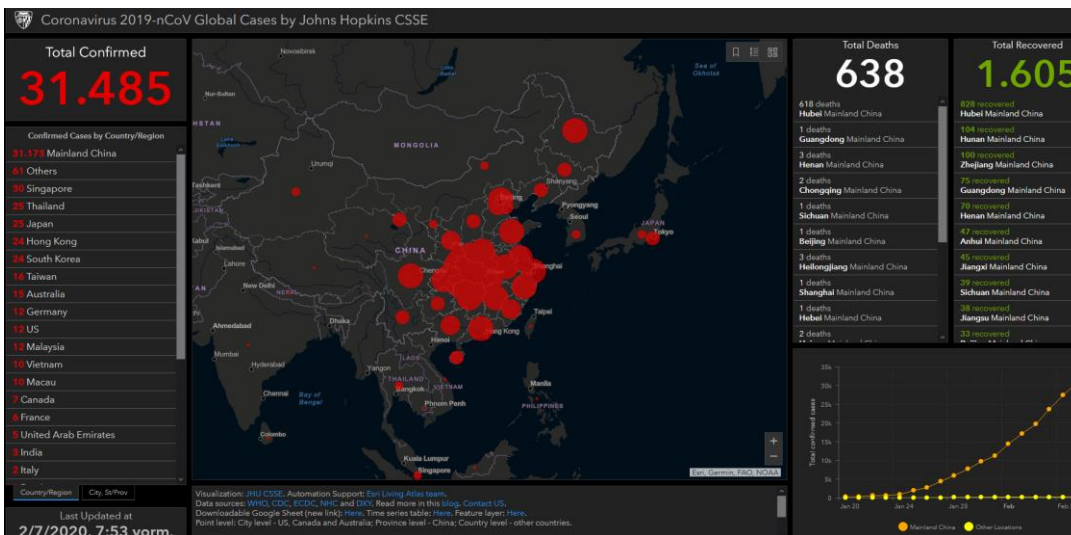 Coronavirus 2019-nCoV Global Cases by Johns Hopkins CSSE
Total Confirmed
31.485
Confirmed Cases by Country/Region
31.173 Mainland China
61 Others
30 Singapore
25 Thailand
25 Japan
24 Hong Kong
24 South Korea
16 Taiwan
15 Australia
12 Germany
12 US
12 Malaysia
10 Vietnam
10 Macau
7 Canada
6 France
5 United Arab Emirates
3 India
2 Italy
Country/Region
City, St/Prov
Last Updated at
2/7/2020, 7:53 vorm.
Novosibirsk
Nur-Sultan
Sea of
Okhotsk
MONGOLIA
Urumqi
Shenyang
Beijing
Pyongyang
Seoul
JAPAN
Tokyo
Kabul
Islamabad
Lahore
CHINA
Shanghai
New Delhi
NEPAL
Taipei
Ahmedabad
Dhaka
Hong Kong
Hanoi
Mumbai
Hyderabad
LAOS
Yangon
THAILAND
Bangkok
VIETNAM
Manila
Chennai
Bay of
Bengal
Phnom Penh
PHILIPPINES
Colombo
Kuala Lumpur
Singapore
Esri, Garmin, FAO, NOAA
Visualization: JHU CSSE. Automation Support: Esri Living Atlas team.
Data sources: WHO, CDC, ECDC, NHC and DXY. Read more in this blog. Contact US.
Downloadable Google Sheet (new link): Here. Time series table: Here. Feature layer: Here.
Point level: City level - US, Canada and Australia; Province level - China; Country level - other countries.
Total Deaths
638
618 deaths
Hubei Mainland China
1 deaths
Guangdong Mainland China
3 deaths
Henan Mainland China
2 deaths
Chongqing Mainland China
1 deaths
Sichuan Mainland China
1 deaths
Beijing Mainland China
3 deaths
Heilongjiang Mainland China
1 deaths
Shanghai Mainland China
1 deaths
Hebei Mainland China
2 deaths
Total Recovered
1.605
828 recovered
Hubei Mainland China
104 recovered
Hunan Mainland China
100 recovered
Zhejiang Mainland China
75 recovered
Guangdong Mainland China
70 recovered
Henan Mainland China
47 recovered
Anhui Mainland China
45 recovered
Jiangxi Mainland China
39 recovered
Sichuan Mainland China
38 recovered
Jiangsu Mainland China
33 recovered
Total confirmed cases
35k
30k
25k
20k
15k
10k
5k
0
Jan 20
Jan 24
Jan 28
Feb
Feb
Mainland China
Other Locations